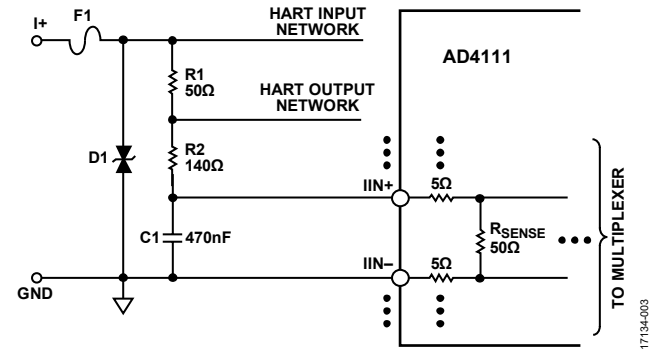 I+
F1
HART INPUT
NETWORK
AD4111
R1
50Ω
HART OUTPUT
NETWORK
D1
R2
140Ω
IIN+
5Ω
C1
470nF
RSENSE
50Ω
IIN–
5Ω
GND
TO MULTIPLEXER
17134-003